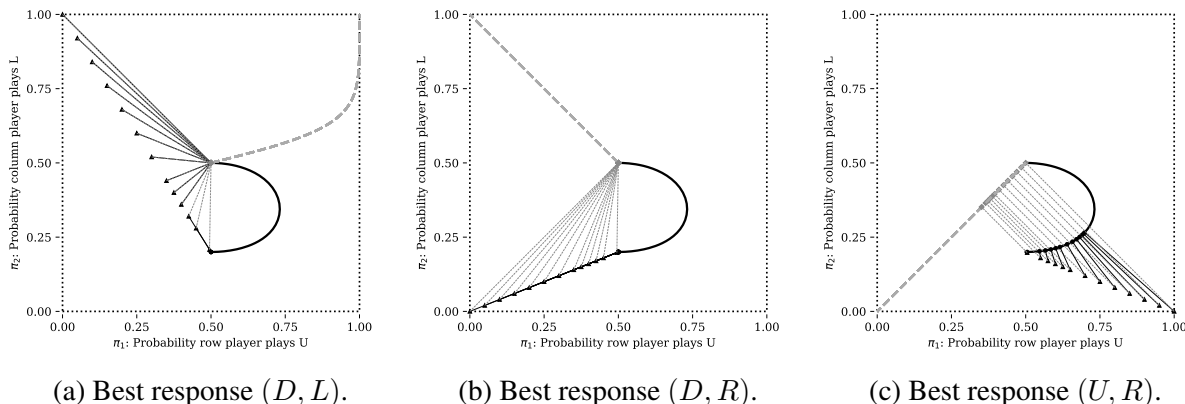 1.00
0.75
0.50
0.25
0.00
0.00 0.25 0.50 0.75 1.00
π₂: Probability column player plays L
π₁: Probability row player plays U
(a) Best response (D, L).
1.00
0.75
0.50
0.25
0.00
0.00 0.25 0.50 0.75 1.00
π₂: Probability column player plays L
π₁: Probability row player plays U
(b) Best response (D, R).
1.00
0.75
0.50
0.25
0.00
0.00 0.25 0.50 0.75 1.00
π₂: Probability column player plays L
π₁: Probability row player plays U
(c) Best response (U, R).